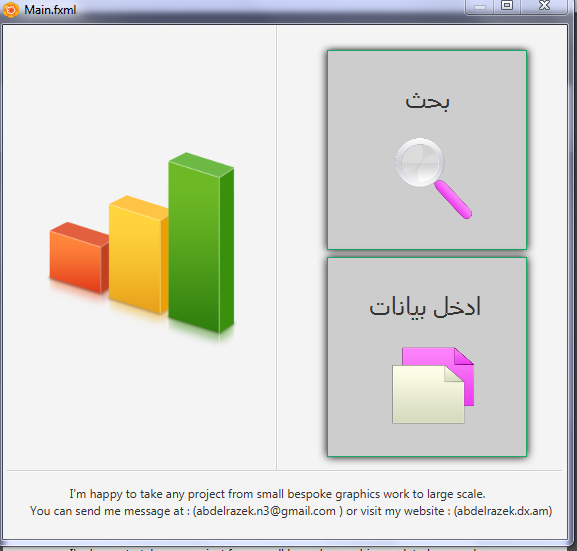 Main.fxml
بحث
ادخل بيانات
I'm happy to take any project from small bespoke graphics work to large scale.
You can send me message at : (abdelrazek.n3@gmail.com ) or visit my website : (abdelrazek.dx.am)